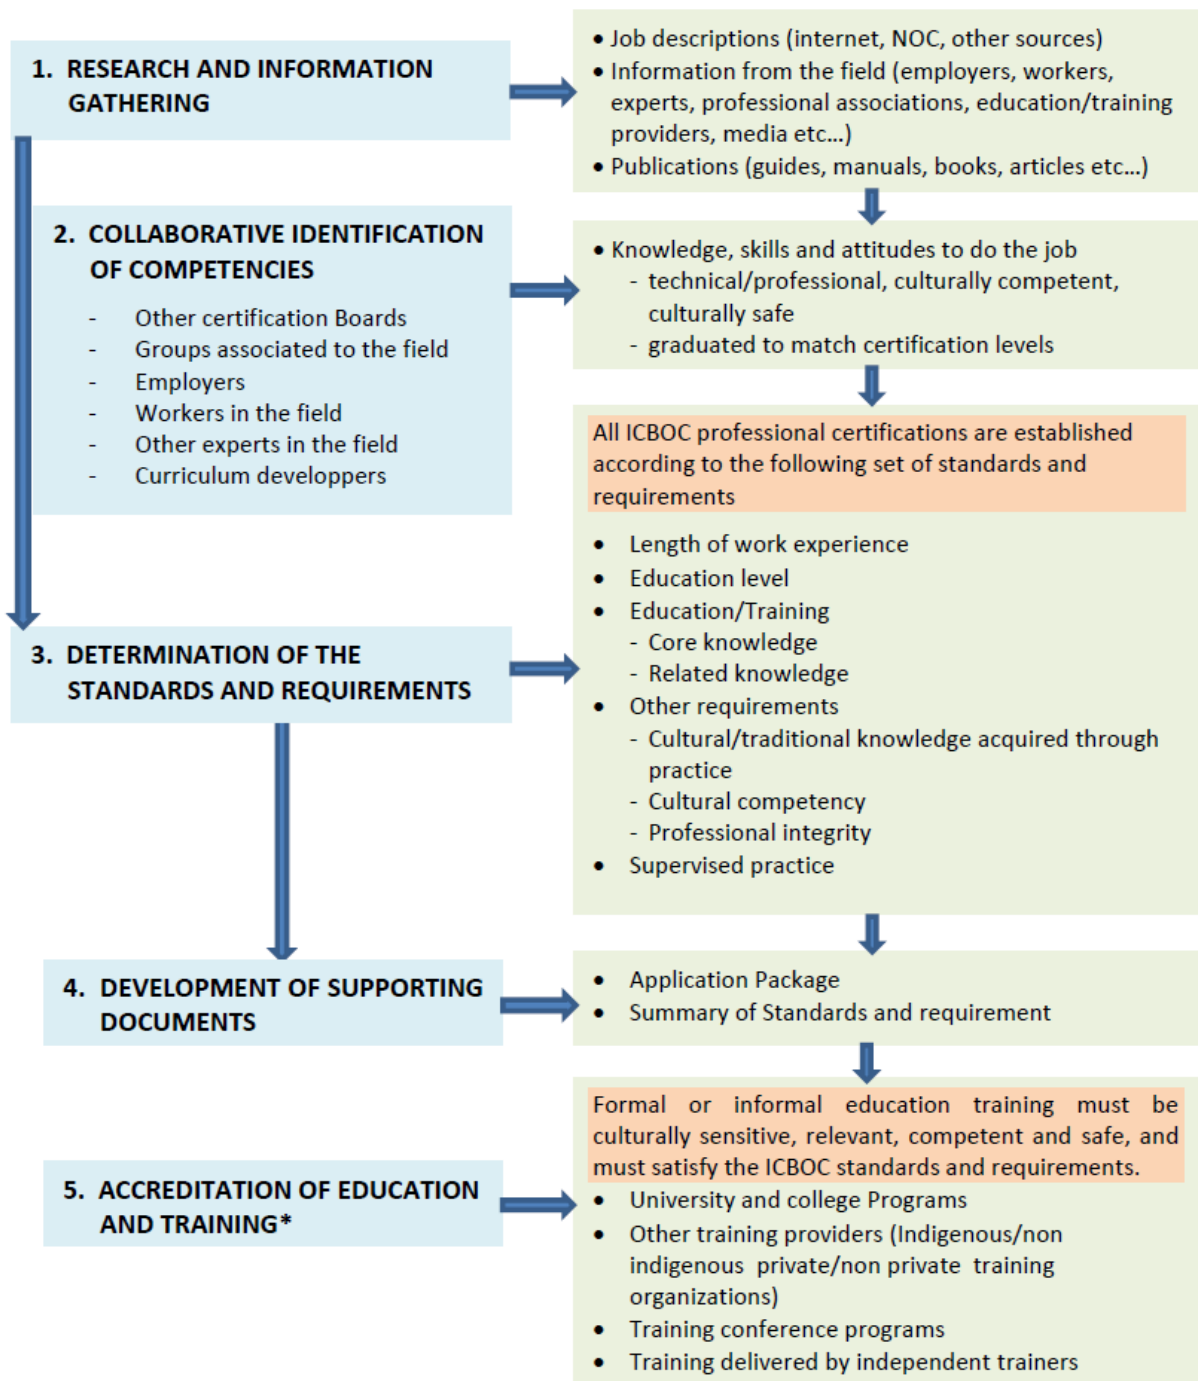 1. RESEARCH AND INFORMATION
GATHERING
• Job descriptions (internet, NOC, other sources)
• Information from the field (employers, workers,
experts, professional associations, education/training
providers, media etc…)
• Publications (guides, manuals, books, articles etc…)
2. COLLABORATIVE IDENTIFICATION
OF COMPETENCIES
- Other certification Boards
- Groups associated to the field
- Employers
- Workers in the field
- Other experts in the field
- Curriculum developpers
• Knowledge, skills and attitudes to do the job
- technical/professional, culturally competent,
culturally safe
- graduated to match certification levels
3. DETERMINATION OF THE
STANDARDS AND REQUIREMENTS
All ICBOC professional certifications are established
according to the following set of standards and
requirements
• Length of work experience
• Education level
• Education/Training
- Core knowledge
- Related knowledge
• Other requirements
- Cultural/traditional knowledge acquired through
practice
- Cultural competency
- Professional integrity
• Supervised practice
4. DEVELOPMENT OF SUPPORTING
DOCUMENTS
• Application Package
• Summary of Standards and requirement
5. ACCREDITATION OF EDUCATION
AND TRAINING*
Formal or informal education training must be
culturally sensitive, relevant, competent and safe, and
must satisfy the ICBOC standards and requirements.
• University and college Programs
• Other training providers (Indigenous/non
indigenous private/non private training
organizations)
• Training conference programs
• Training delivered by independent trainers